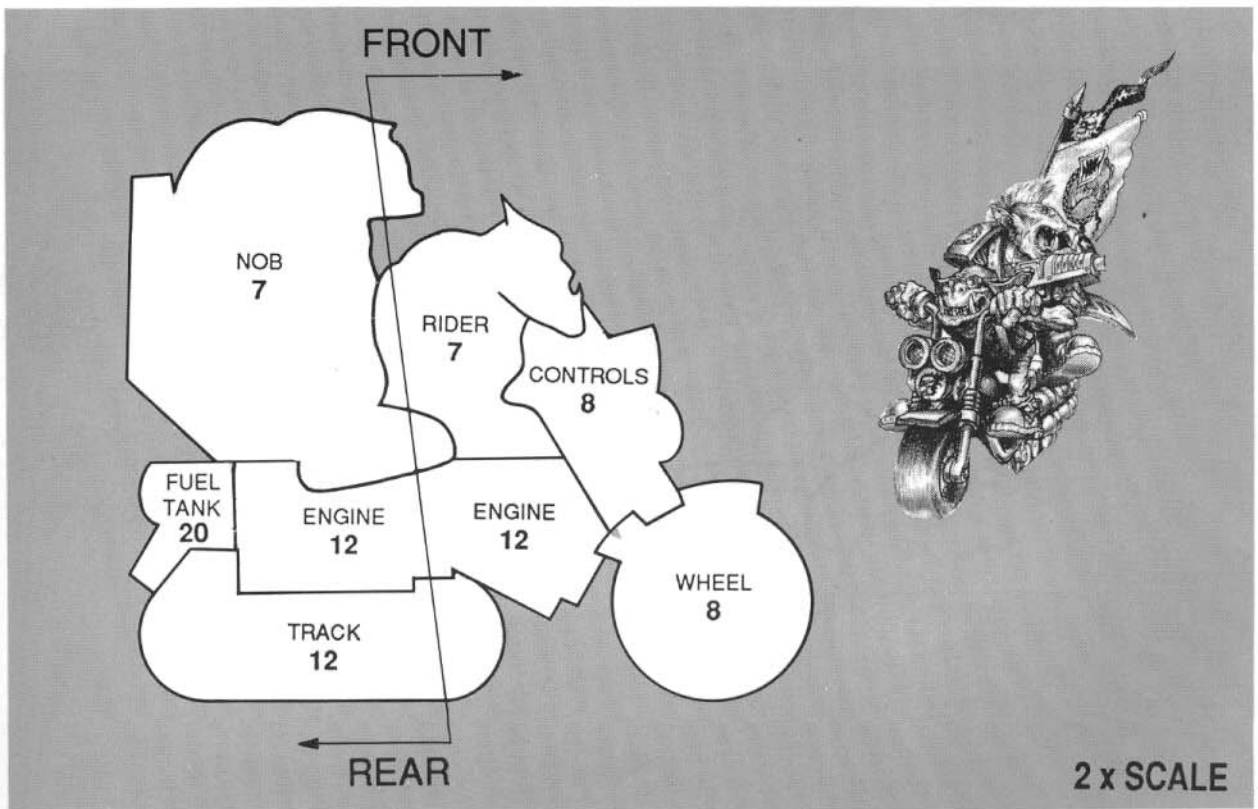 FRONT
NOB
7
RIDER
7
CONTROLS
8
FUEL
TANK
20
ENGINE
12
ENGINE
12
WHEEL
8
TRACK
12
REAR
2 x SCALE